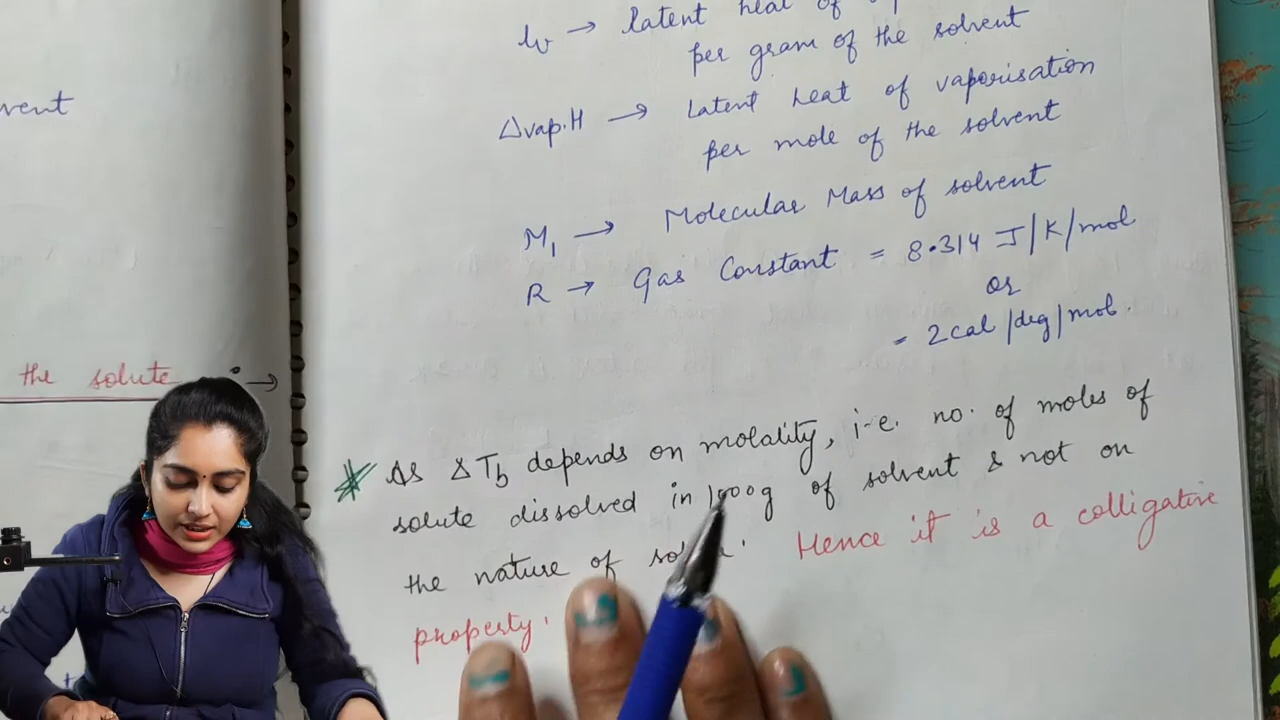 vent
the solute :→
lv → latent heat of
per gram of the solvent
Δvap.H → Latent heat of vaporisation
per mole of the solvent
M₁ → Molecular Mass of solvent
R → Gas Constant = 8.314 J/K/mol
or
= 2cal/deg/mol.
* As ΔTb depends on molality, i.e. no. of moles of
solute dissolved in 1000g of solvent & not on
the nature of Hence it is a colligative
property.